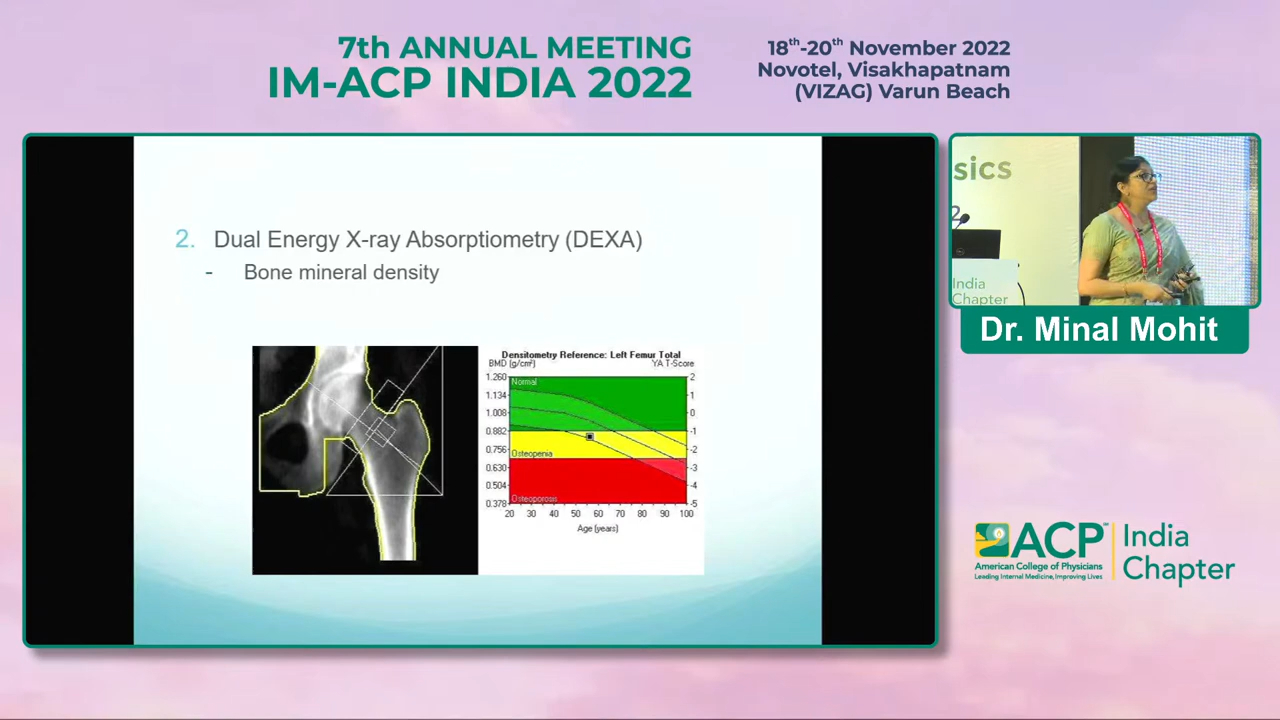 7th ANNUAL MEETING
IM-ACP INDIA 2022
18th-20th November 2022
Novotel, Visakhapatnam
(VIZAG) Varun Beach
2. Dual Energy X-ray Absorptiometry (DEXA)
- Bone mineral density
Densitometry Reference: Left Femur Total
BMD (g/cm²) YA T-Score
1.260 2
1.134 1
1.008 0
0.882 -1
0.756 -2
0.630 -3
0.504 -4
0.378 -5
Normal
Osteopenia
Osteoporosis
20 30 40 50 60 70 80 90 100
Age (years)
sics
2
India
Chapter
Dr. Minal Mohit
ACP™
American College of Physicians
Leading Internal Medicine, Improving Lives
India
Chapter